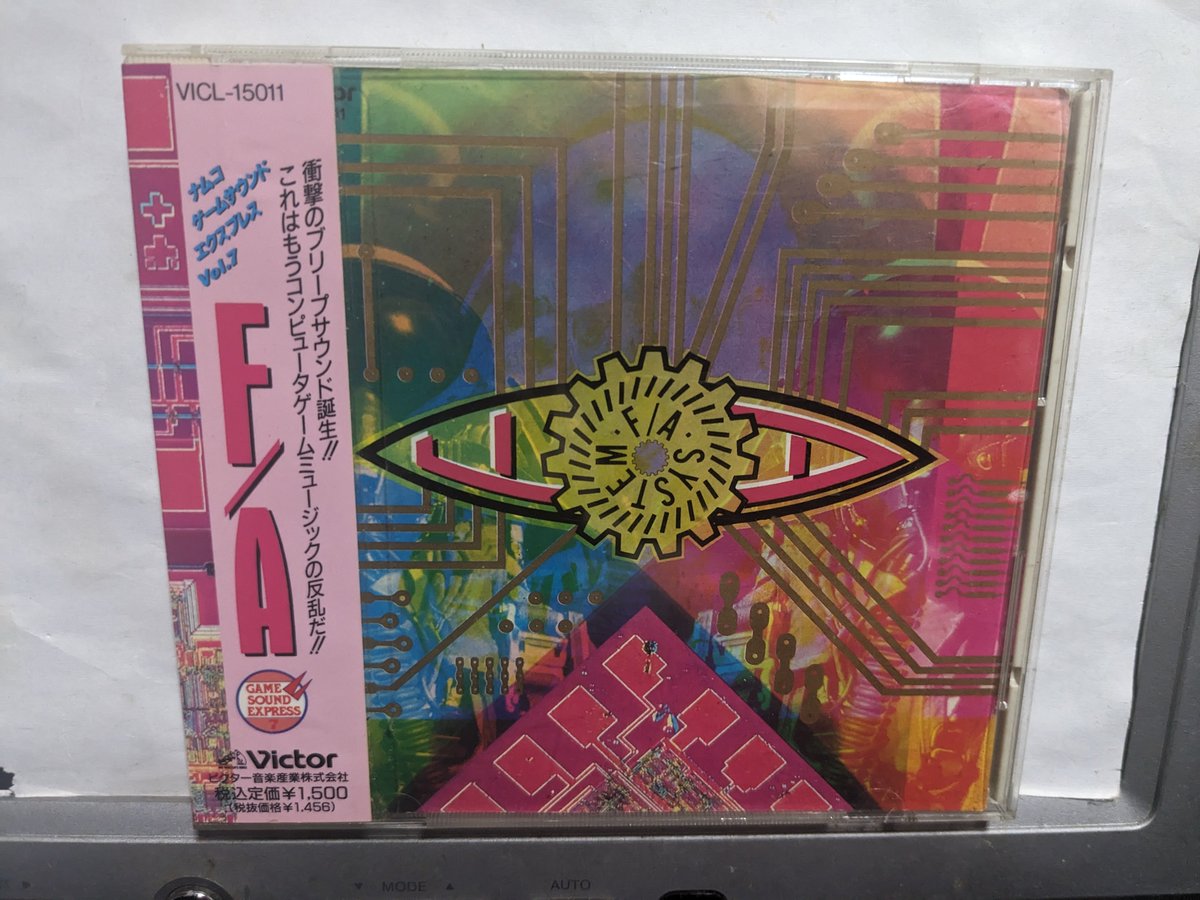 VICL-15011
ナムコ
ゲームサウンド
エクスプレス
Vol.7
衝撃のブリープサウンド誕生!!
これはもうコンピュータゲームミュージックの反乱だ!!
F/A
GAME
SOUND
EXPRESS
7
Victor
ビクター音楽産業株式会社
税込定価¥1,500
(税抜価格¥1,456)
F/A・SYSTEM
MODE
AUTO